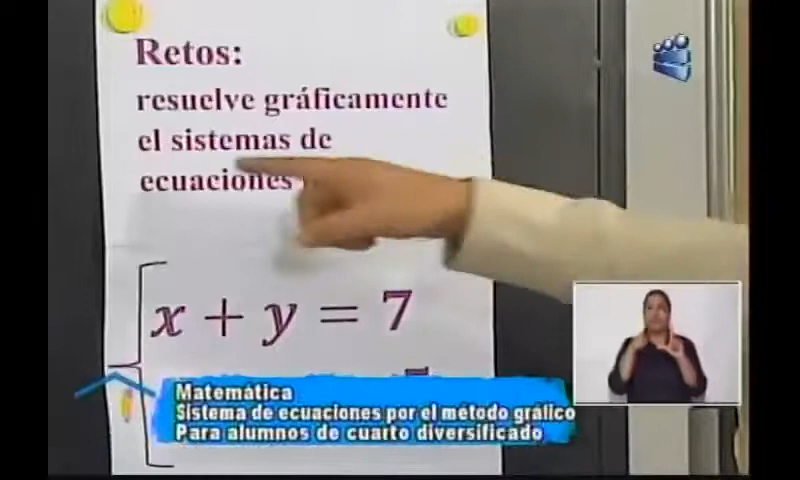 Retos:
resuelve gráficamente
el sistemas de
ecuaciones
x + y = 7
Matemática
Sistema de ecuaciones por el método gráfico
Para alumnos de cuarto diversificado